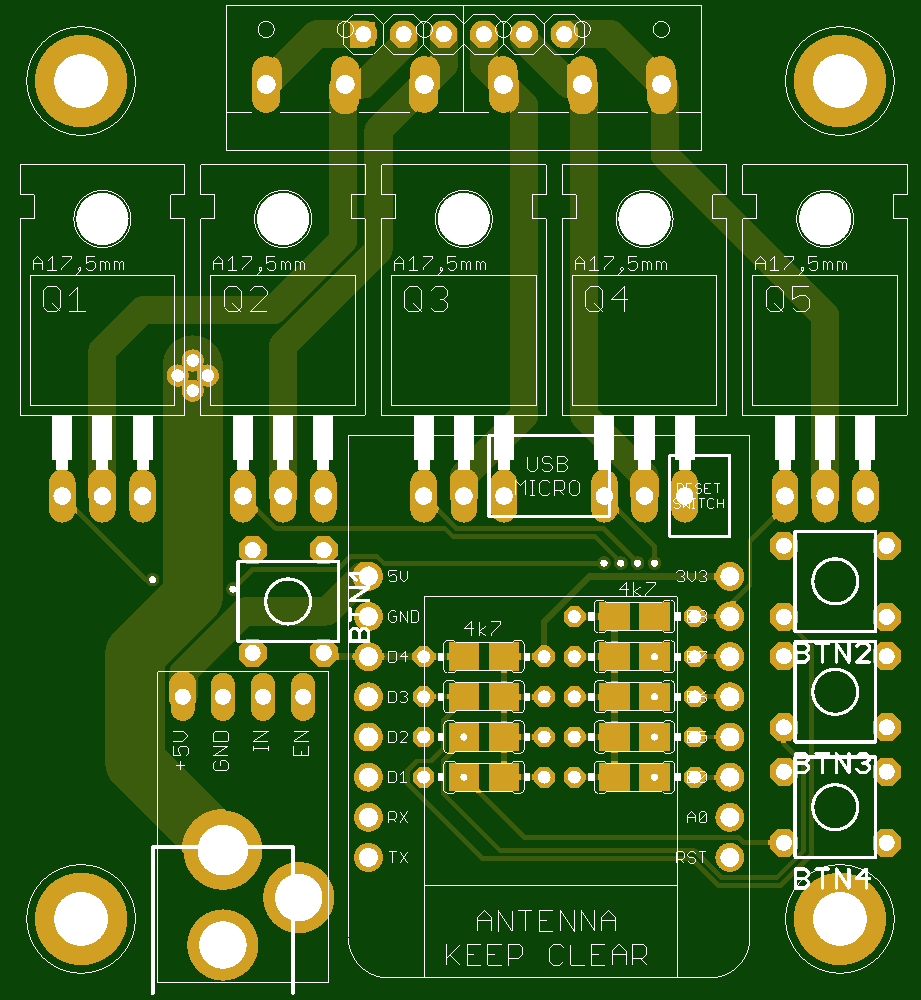 A17,5mm
A17,5mm
A17,5mm
A17,5mm
A17,5mm
Q1
Q2
Q3
Q4
Q5
USB
MICRO
RESET
SWITCH
5V
3V3
4k7
BTN1
GND
D8
4k7
D4
D7
BTN2
D3
D6
+5V
GND
IN
EN
D2
D5
BTN3
D1
D0
RX
A0
TX
RST
BTN4
ANTENNA
KEEP CLEAR